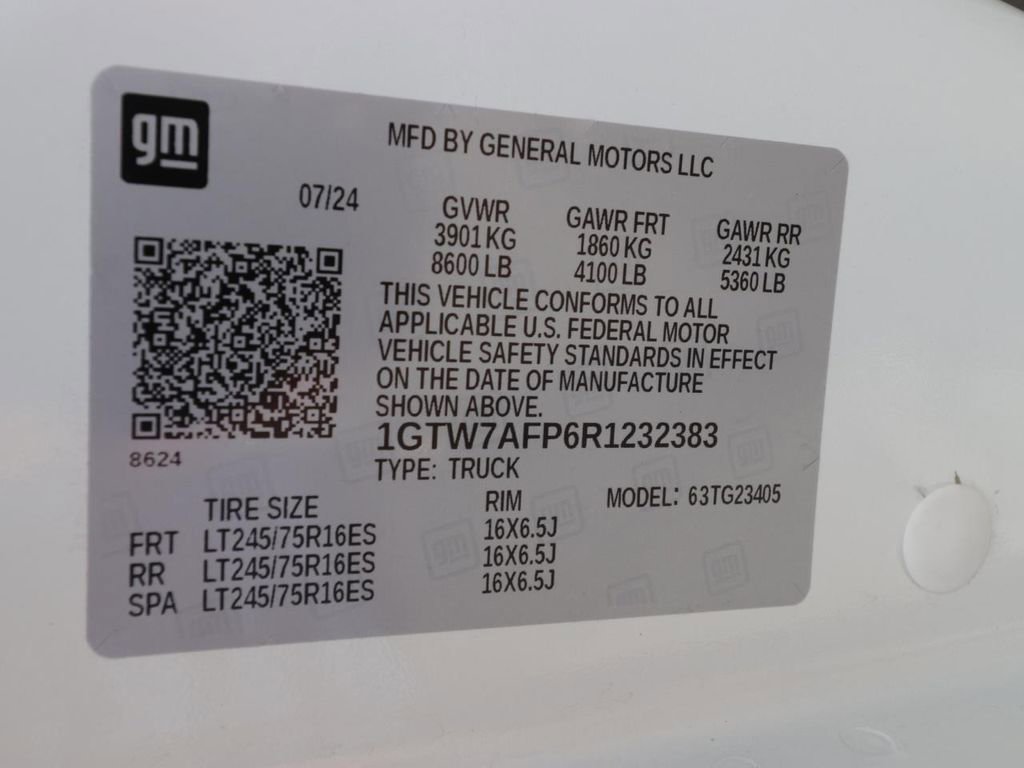 gm
MFD BY GENERAL MOTORS LLC
07/24
GVWR GAWR FRT GAWR RR
3901 KG 1860 KG 2431 KG
8600 LB 4100 LB 5360 LB
THIS VEHICLE CONFORMS TO ALL
APPLICABLE U.S. FEDERAL MOTOR
VEHICLE SAFETY STANDARDS IN EFFECT
ON THE DATE OF MANUFACTURE
SHOWN ABOVE.
1GTW7AFP6R1232383
8624
TYPE: TRUCK
TIRE SIZE RIM MODEL: 63TG23405
FRT LT245/75R16ES 16X6.5J
RR LT245/75R16ES 16X6.5J
SPA LT245/75R16ES 16X6.5J